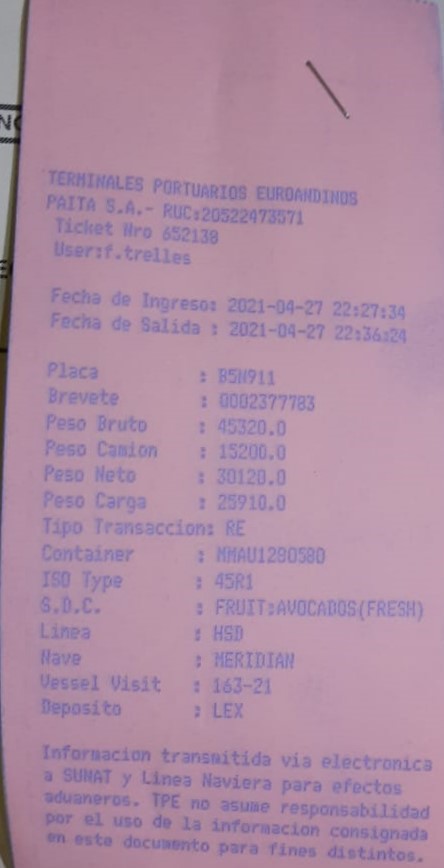 TERMINALES PORTUARIOS EUROANDINOS
PAITA S.A.- RUC:20522473571
Ticket Nro 652138
User:f.trelles
Fecha de Ingreso: 2021-04-27 22:27:34
Fecha de Salida : 2021-04-27 22:36:24
Placa : B5N911
Brevete : Q002377783
Peso Bruto : 45320.0
Peso Camion : 15200.0
Peso Neto : 30120.0
Peso Carga : 25910.0
Tipo Transaccion: RE
Container : MMAU1280580
ISO Type : 45R1
S.D.C. : FRUIT:AVOCADOS(FRESH)
Linea : HSD
Nave : MERIDIAN
Vessel Visit : 163-21
Deposito : LEX
Informacion transmitida via electronica
a SUNAT y Linea Naviera para efectos
aduaneros. TPE no asume responsabilidad
por el uso de la informacion consignada
en este documento para fines distintos.